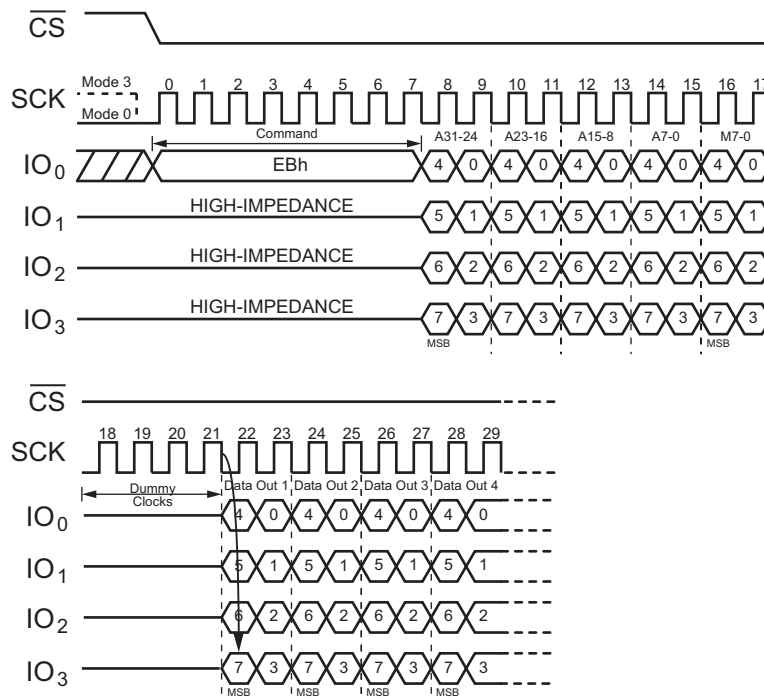 CS
Mode 3
SCK
Mode 0
0 1 2 3 4 5 6 7 8 9 10 11 12 13 14 15 16 17
Command
A31-24 A23-16 A15-8 A7-0 M7-0
IO0 EBh 4 0 4 0 4 0 4 0 4 0
IO1 HIGH-IMPEDANCE 5 1 5 1 5 1 5 1 5 1
IO2 HIGH-IMPEDANCE 6 2 6 2 6 2 6 2 6 2
IO3 HIGH-IMPEDANCE 7 3 7 3 7 3 7 3 7 3
MSB MSB
CS
SCK 18 19 20 21 22 23 24 25 26 27 28 29
Dummy
Clocks
Data Out 1 Data Out 2 Data Out 3 Data Out 4
IO0 4 0 4 0 4 0 4 0
IO1 5 1 5 1 5 1 5 1
IO2 6 2 6 2 6 2 6 2
IO3 7 3 7 3 7 3 7 3
MSB MSB MSB MSB